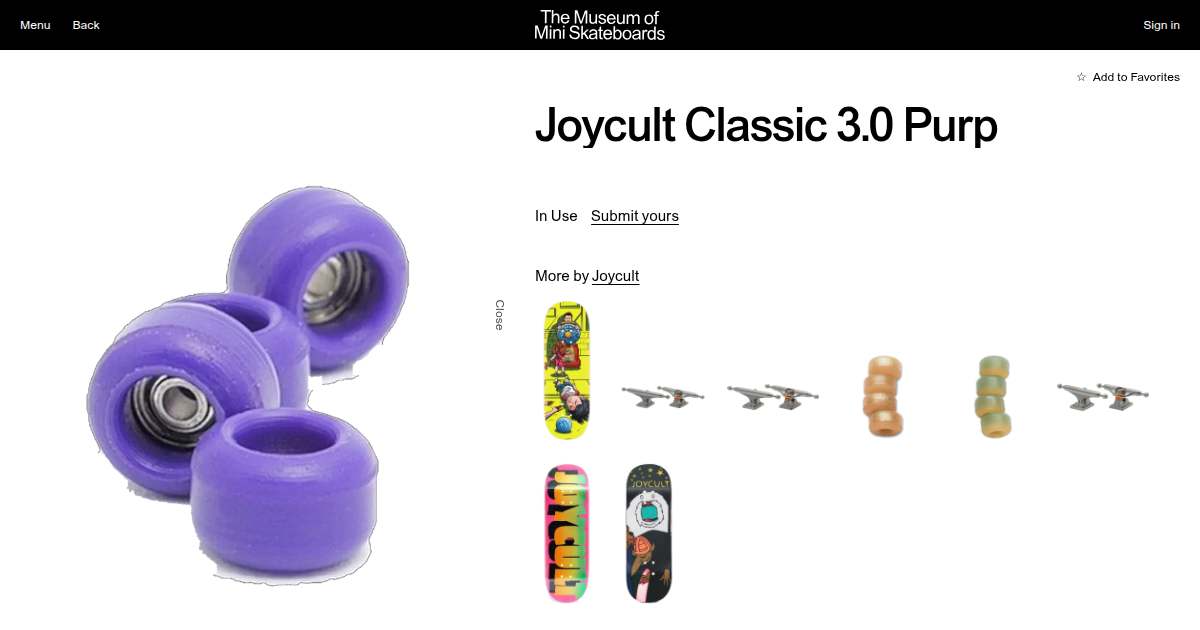 Menu
Back
The Museum of
Mini Skateboards
Sign in
☆ Add to Favorites
Joycult Classic 3.0 Purp
In Use Submit yours
More by Joycult
Close
JOYCULT
JOYCULT